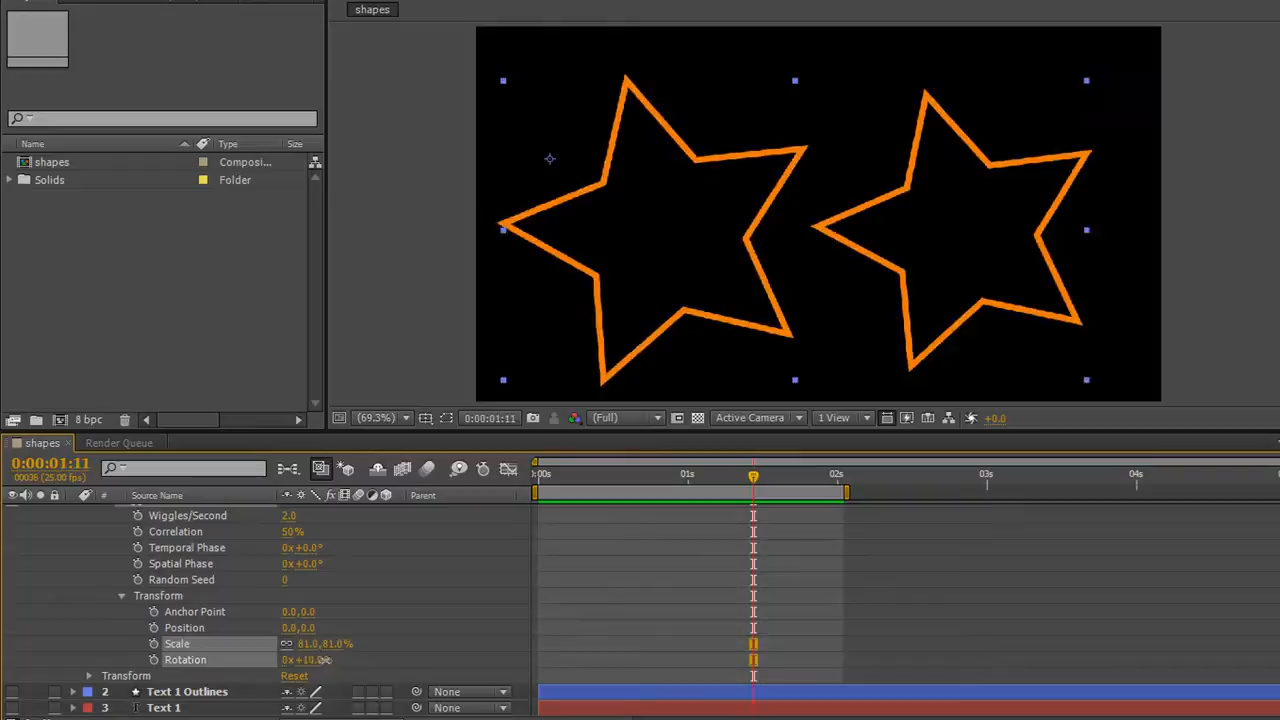 shapes
Name Type Size
shapes Composi...
Solids Folder
8 bpc
(69.3%) 0:00:01:11 (Full) Active Camera 1 View +0.0
shapes × Render Queue
0:00:01:11
00036 (25.00 fps)
# Source Name Parent
:00s 01s 02s 03s 04s
Wiggles/Second 2.0
Correlation 50%
Temporal Phase 0x+0.0°
Spatial Phase 0x+0.0°
Random Seed 0
Transform
Anchor Point 0.0,0.0
Position 0.0,0.0
Scale 81.0,81.0%
Rotation
Transform Reset
2 Text 1 Outlines None
3 Text 1 None